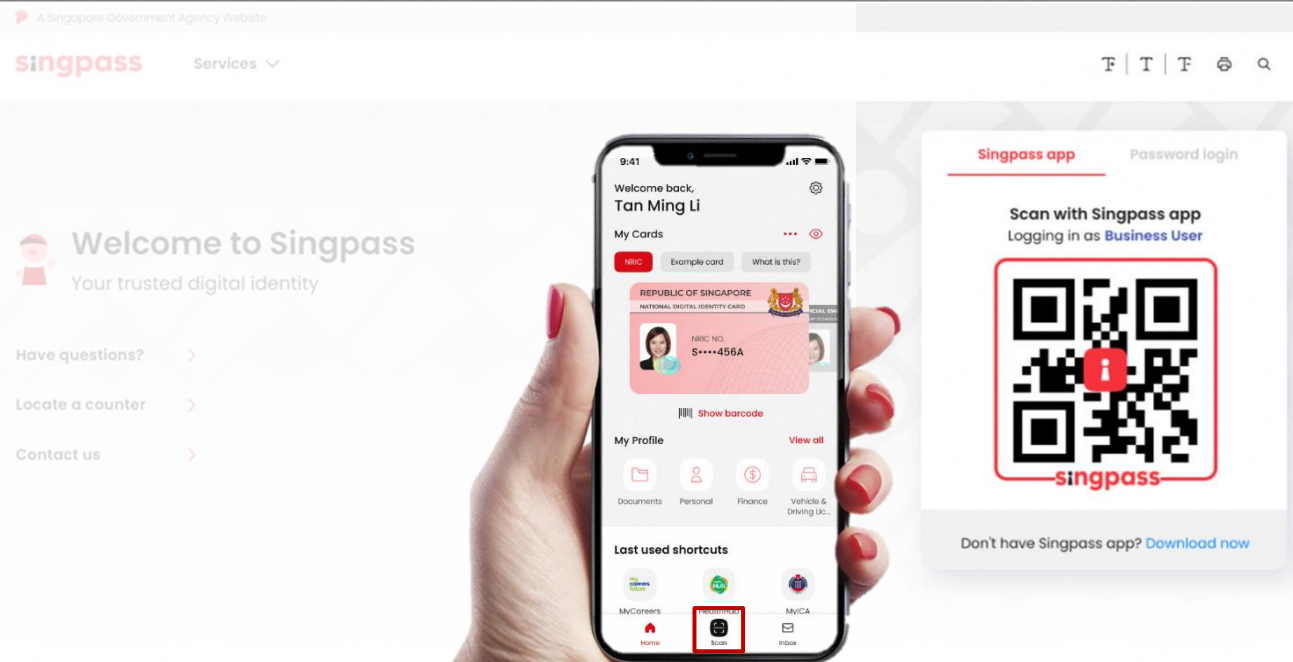 A Singapore Government Agency Website
singpass
Services
T+ | T | T-
Welcome to Singpass
Your trusted digital identity
Have questions?
Locate a counter
Contact us
9:41
Welcome back,
Tan Ming Li
My Cards
NRIC
Example card
What is this?
REPUBLIC OF SINGAPORE
NATIONAL DIGITAL IDENTITY CARD
NRIC NO.
S••••456A
Show barcode
My Profile
View all
Documents
Personal
Finance
Vehicle &
Driving Lic...
Last used shortcuts
my
careers
future
MyCareers
HealthHub
MyICA
Home
Scan
Inbox
Singpass app
Password login
Scan with Singpass app
Logging in as Business User
singpass
Don't have Singpass app? Download now